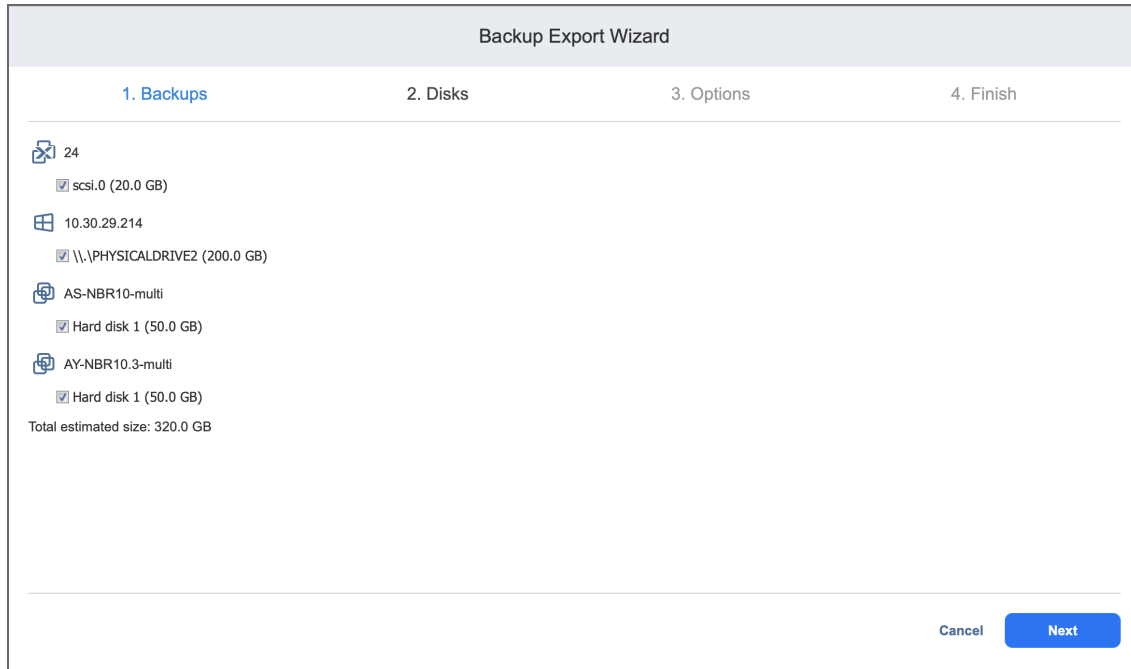 Backup Export Wizard
1. Backups 2. Disks 3. Options 4. Finish
24
scsi.0 (20.0 GB)
10.30.29.214
\\.\PHYSICALDRIVE2 (200.0 GB)
AS-NBR10-multi
Hard disk 1 (50.0 GB)
AY-NBR10.3-multi
Hard disk 1 (50.0 GB)
Total estimated size: 320.0 GB
Cancel Next